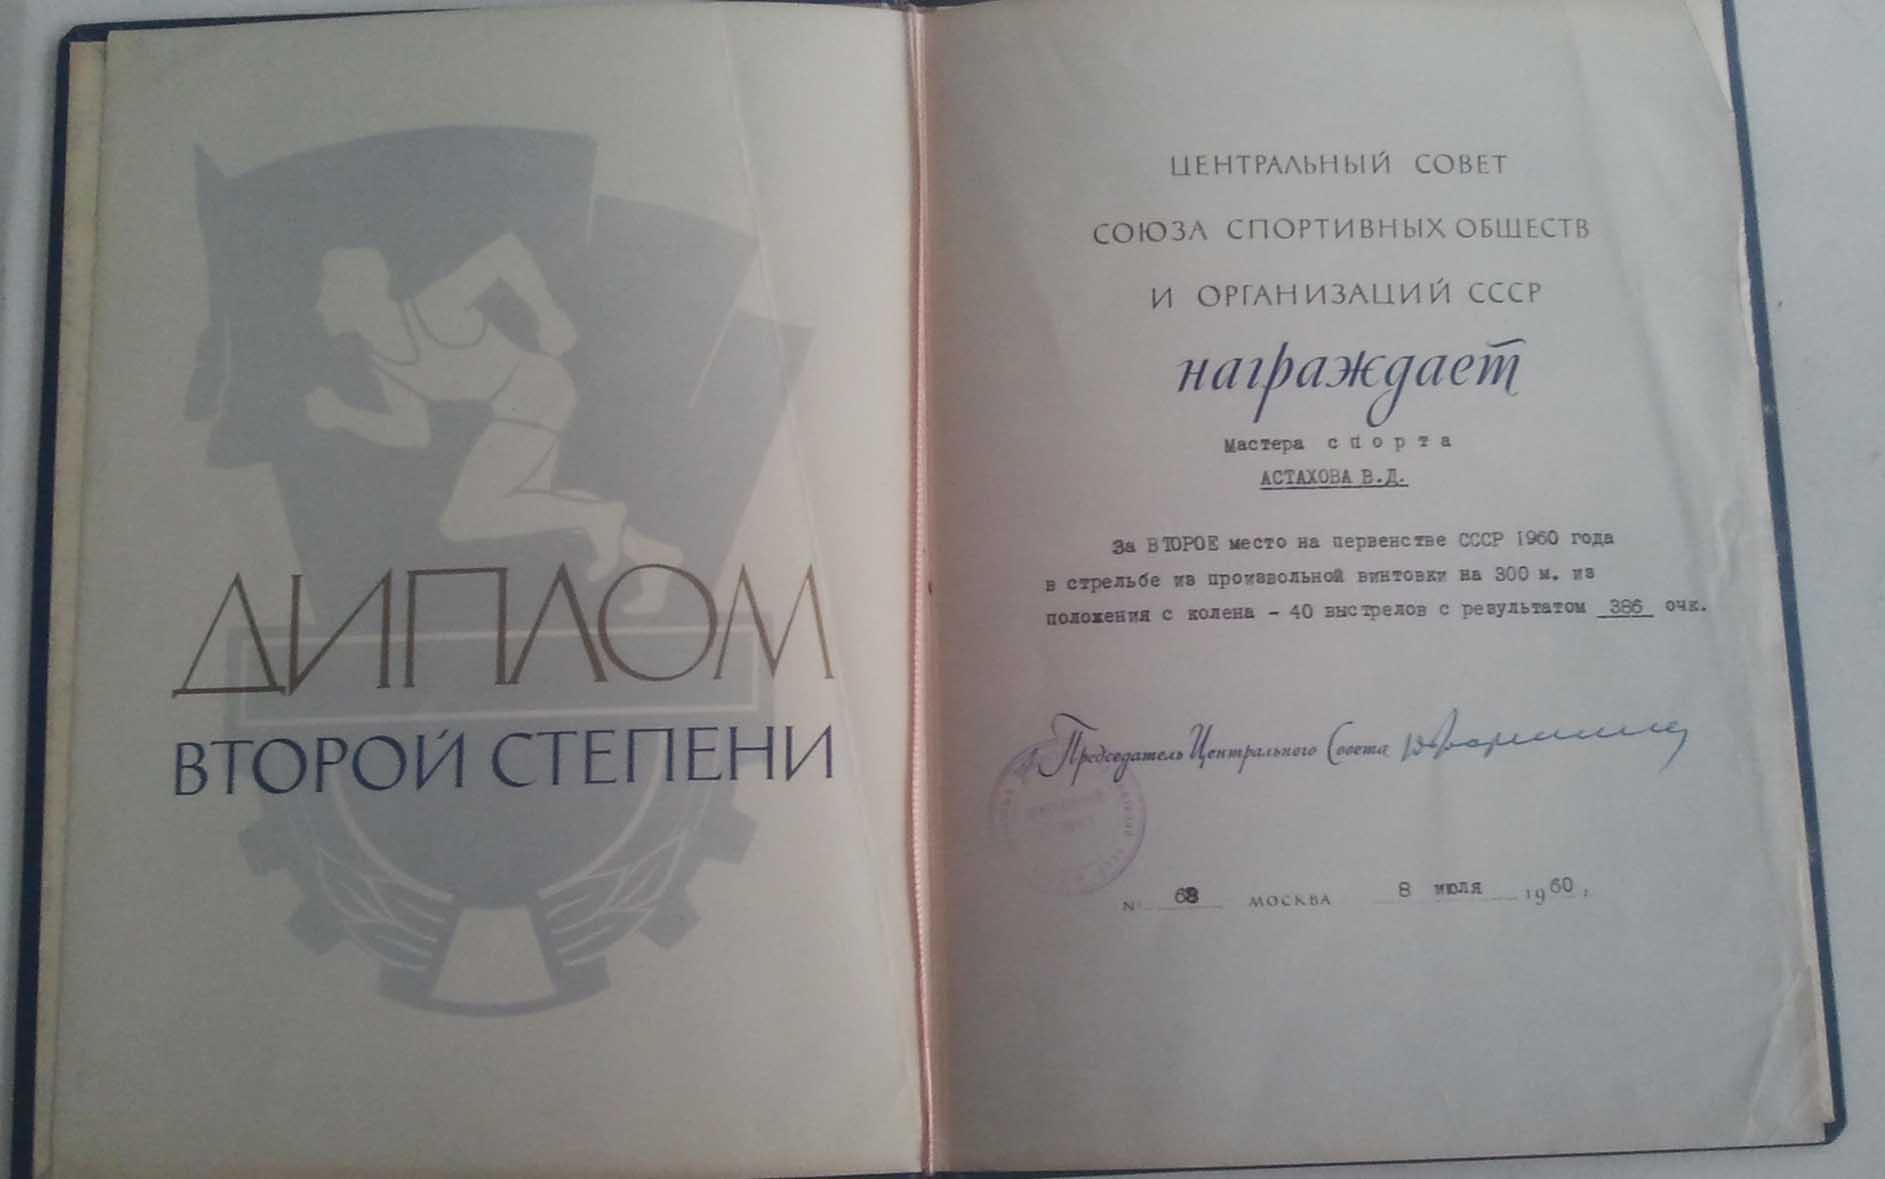 ДИПЛОМ
ВТОРОЙ СТЕПЕНИ
ЦЕНТРАЛЬНЫЙ СОВЕТ
СОЮЗА СПОРТИВНЫХ ОБЩЕСТВ
И ОРГАНИЗАЦИЙ СССР
награждает
Мастера спорта
АСТАХОВА В.Д.
За ВТОРОЕ место на первенстве СССР 1960 года
в стрельбе из произвольной винтовки на 300 м. из
положения с колена - 40 выстрелов с результатом 386 очк.
Председатель Центрального Совета
№ 68 МОСКВА 8 июля 1960 г.